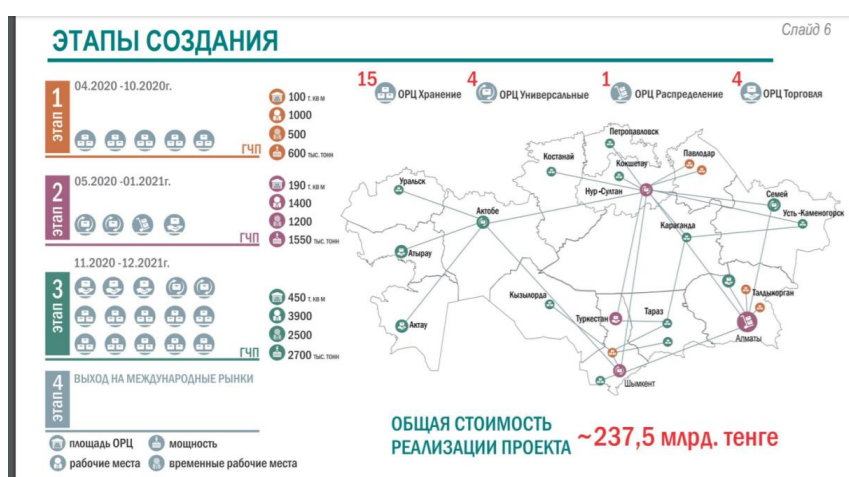 Слайд 6
ЭТАПЫ СОЗДАНИЯ
15 ОРЦ Хранение
4 ОРЦ Универсальные
1 ОРЦ Распределение
4 ОРЦ Торговля
этап 1
04.2020 -10.2020г.
ГЧП
100 т. кв м
1000
500
600 тыс. тонн
этап 2
05.2020 -01.2021г.
ГЧП
190 т. кв м
1400
1200
1550 тыс. тонн
этап 3
11.2020 -12.2021г.
ГЧП
450 т. кв м
3900
2500
2700 тыс. тонн
этап 4
ВЫХОД НА МЕЖДУНАРОДНЫЕ РЫНКИ
площадь ОРЦ
мощность
рабочие места
временные рабочие места
Петропавловск
Костанай
Кокшетау
Павлодар
Уральск
Нур -Султан
Семей
Актобе
Усть -Каменогорск
Караганда
Атырау
Талдыкорган
Кызылорда
Туркестан
Тараз
Актау
Алматы
Шымкент
ОБЩАЯ СТОИМОСТЬ
РЕАЛИЗАЦИИ ПРОЕКТА ~237,5 млрд. тенге